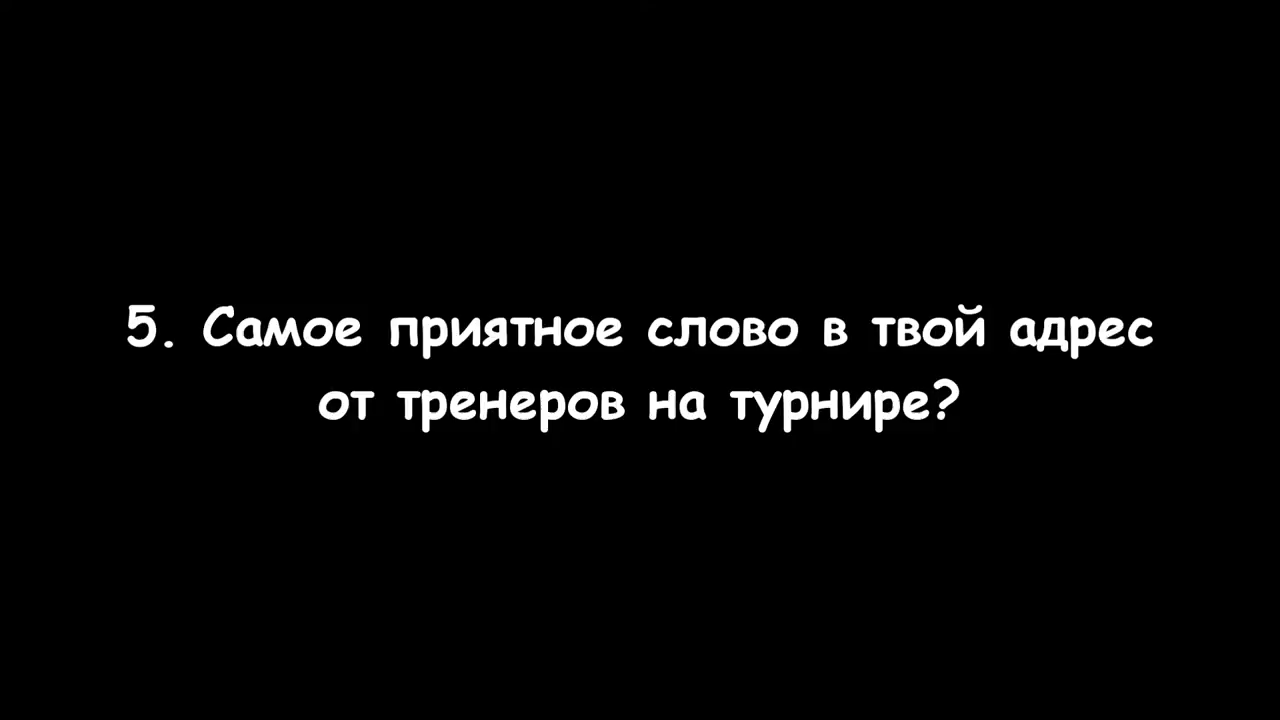 5. Самое приятное слово в твой адрес
от тренеров на турнире?